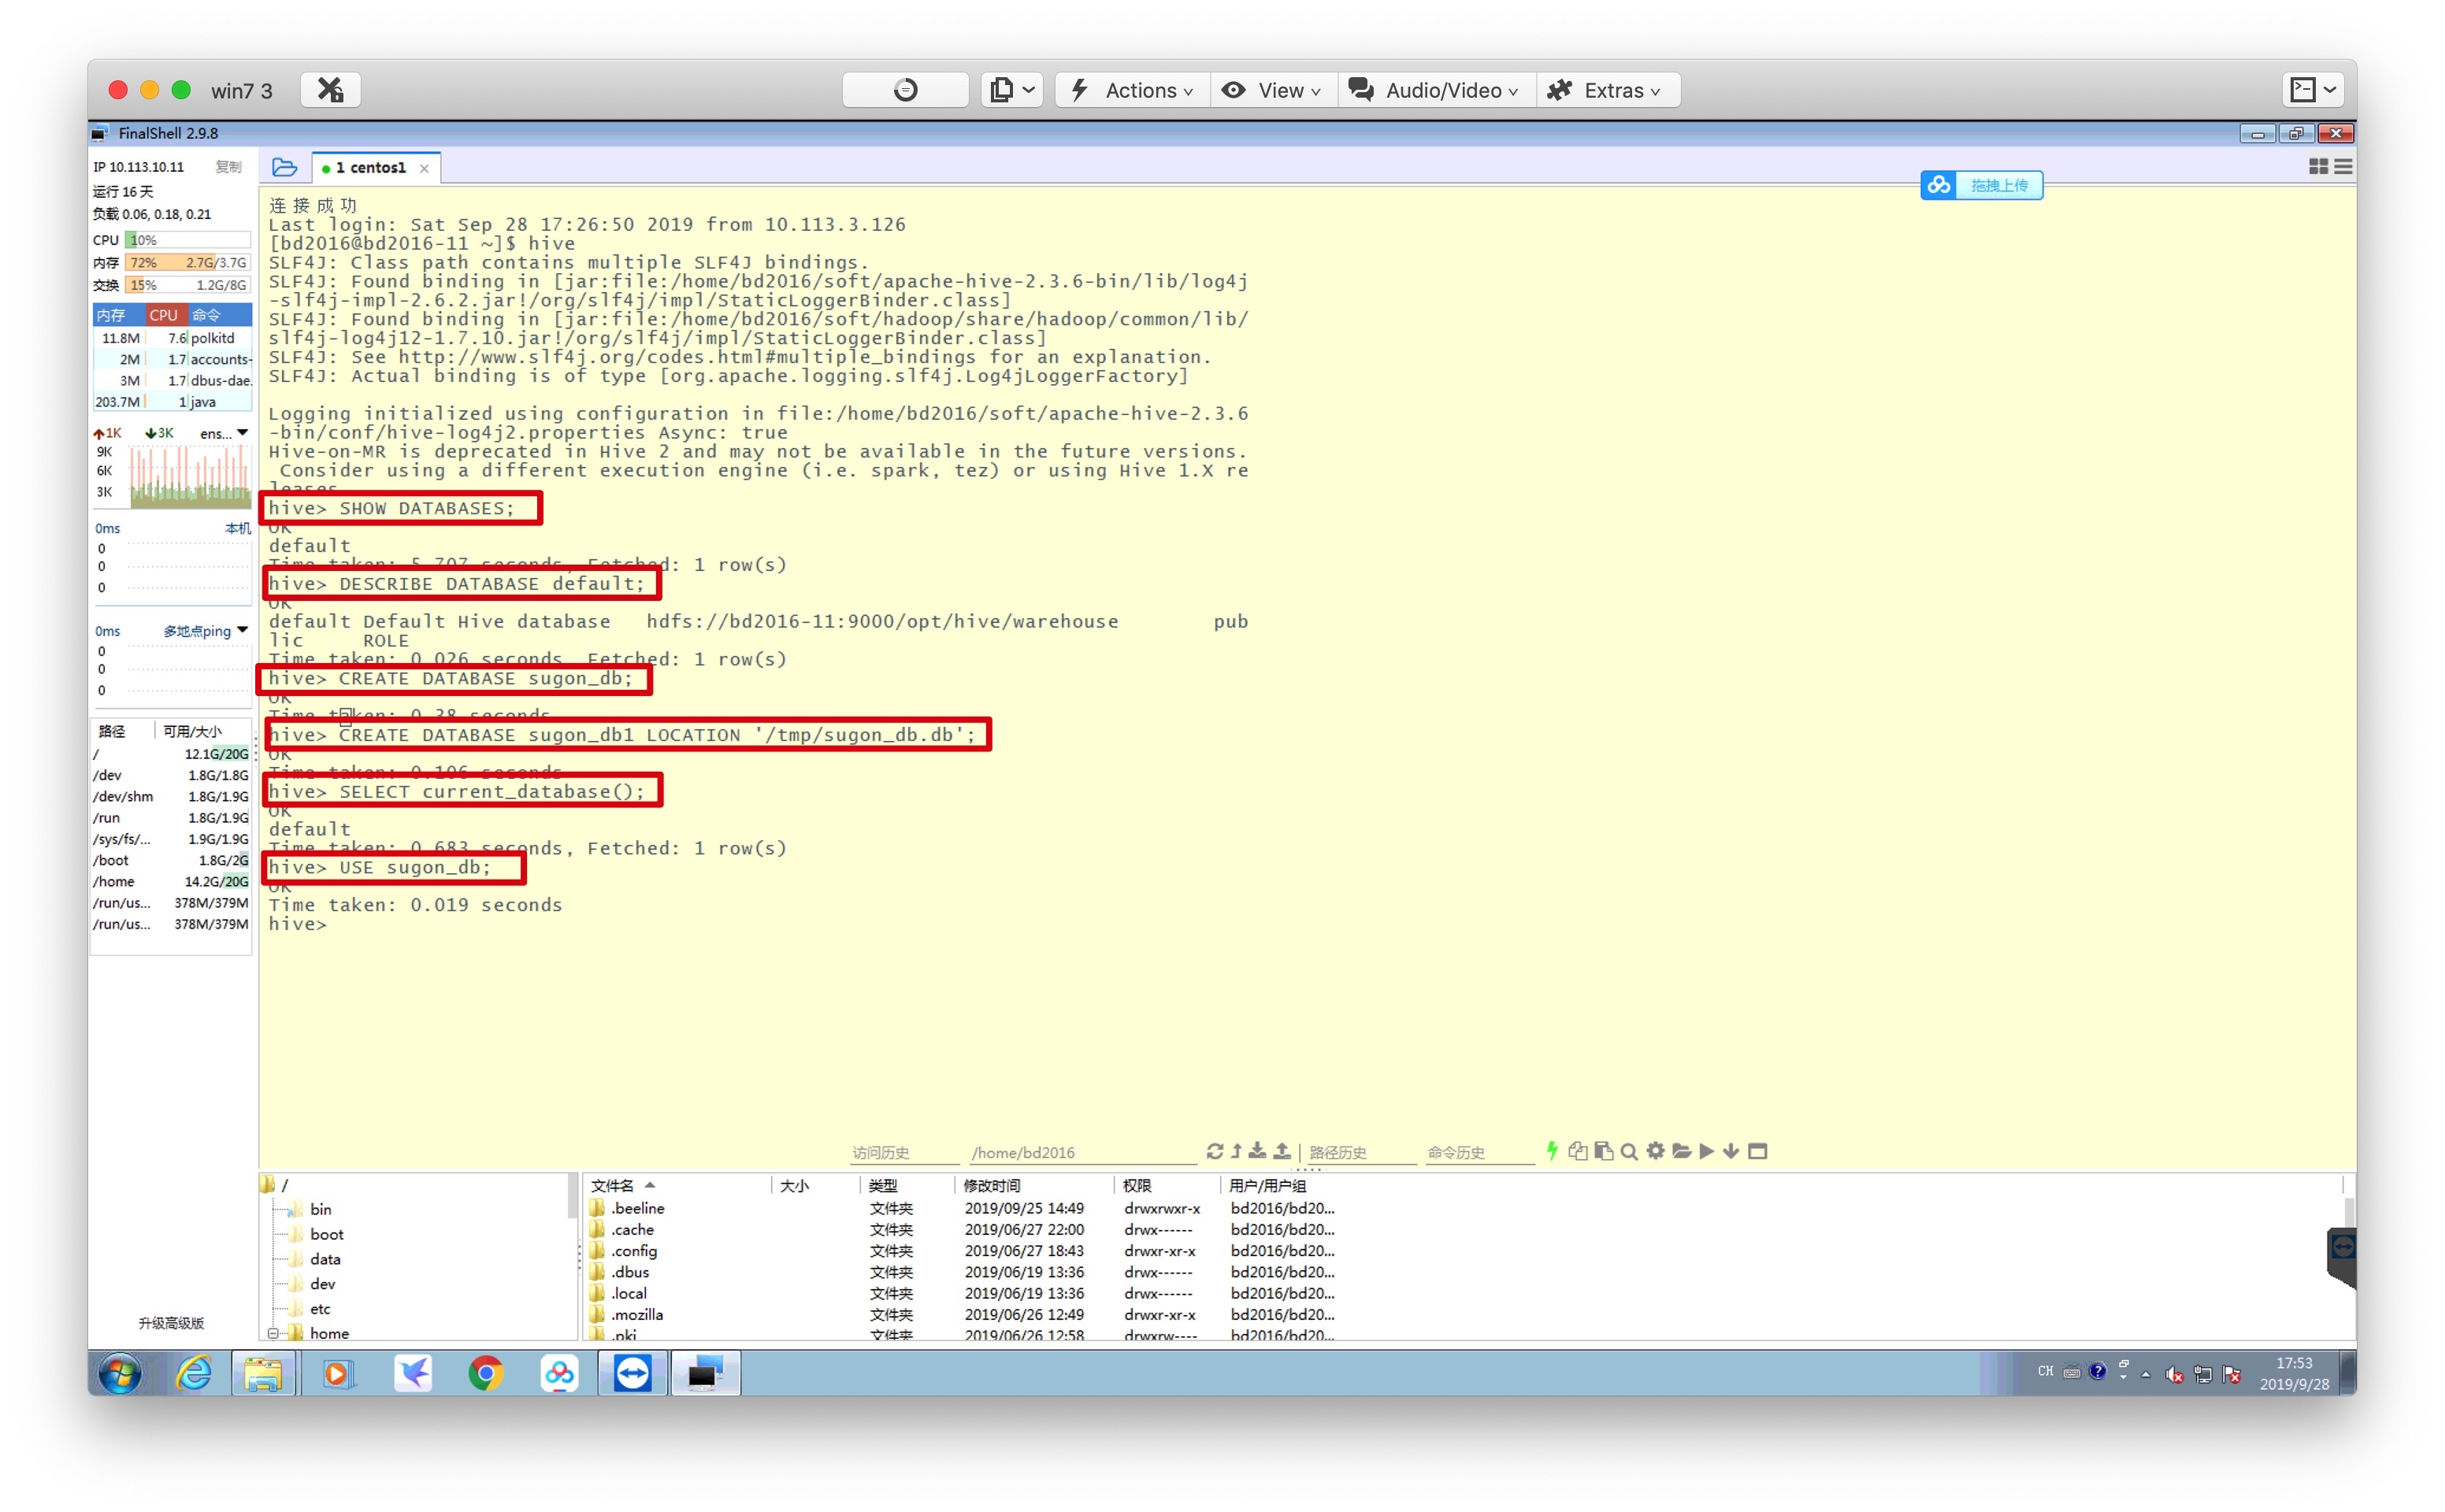 win7 3
Actions
View
Audio/Video
Extras
FinalShell 2.9.8
IP 10.113.10.11 复制
运行 16 天
负载 0.06, 0.18, 0.21
CPU 10%
内存 72% 2.7G/3.7G
交换 15% 1.2G/8G
内存 CPU 命令
11.8M 7.6 polkitd
2M 1.7 accounts-
3M 1.7 dbus-dae.
203.7M 1 java
1K 3K ens...
9K
6K
3K
0ms 本机
0
0
0
0ms 多地点ping
0
0
0
路径 可用/大小
/ 12.1G/20G
/dev 1.8G/1.8G
/dev/shm 1.8G/1.9G
/run 1.8G/1.9G
/sys/fs/... 1.9G/1.9G
/boot 1.8G/2G
/home 14.2G/20G
/run/us... 378M/379M
/run/us... 378M/379M
升级高级版
1 centos1
拖拽上传
连接成功
Last login: Sat Sep 28 17:26:50 2019 from 10.113.3.126
[bd2016@bd2016-11 ~]$ hive
SLF4J: Class path contains multiple SLF4J bindings.
SLF4J: Found binding in [jar:file:/home/bd2016/soft/apache-hive-2.3.6-bin/lib/log4j
-slf4j-impl-2.6.2.jar!/org/slf4j/impl/StaticLoggerBinder.class]
SLF4J: Found binding in [jar:file:/home/bd2016/soft/hadoop/share/hadoop/common/lib/
slf4j-log4j12-1.7.10.jar!/org/slf4j/impl/StaticLoggerBinder.class]
SLF4J: See http://www.slf4j.org/codes.html#multiple_bindings for an explanation.
SLF4J: Actual binding is of type [org.apache.logging.slf4j.Log4jLoggerFactory]
Logging initialized using configuration in file:/home/bd2016/soft/apache-hive-2.3.6
-bin/conf/hive-log4j2.properties Async: true
Hive-on-MR is deprecated in Hive 2 and may not be available in the future versions.
Consider using a different execution engine (i.e. spark, tez) or using Hive 1.X re
leases.
hive> SHOW DATABASES;
OK
default
Time taken: 5.707 seconds, Fetched: 1 row(s)
hive> DESCRIBE DATABASE default;
OK
default Default Hive database hdfs://bd2016-11:9000/opt/hive/warehouse pub
lic ROLE
Time taken: 0.026 seconds, Fetched: 1 row(s)
hive> CREATE DATABASE sugon_db;
OK
Time taken: 0.38 seconds
hive> CREATE DATABASE sugon_db1 LOCATION '/tmp/sugon_db.db';
OK
Time taken: 0.106 seconds
hive> SELECT current_database();
OK
default
Time taken: 0.683 seconds, Fetched: 1 row(s)
hive> USE sugon_db;
OK
Time taken: 0.019 seconds
hive>
访问历史 /home/bd2016 路径历史 命令历史
/
bin
boot
data
dev
etc
home
文件名 大小 类型 修改时间 权限 用户/用户组
.beeline 文件夹 2019/09/25 14:49 drwxrwxr-x bd2016/bd20...
.cache 文件夹 2019/06/27 22:00 drwx------ bd2016/bd20...
.config 文件夹 2019/06/27 18:43 drwxr-xr-x bd2016/bd20...
.dbus 文件夹 2019/06/19 13:36 drwx------ bd2016/bd20...
.local 文件夹 2019/06/19 13:36 drwx------ bd2016/bd20...
.mozilla 文件夹 2019/06/26 12:49 drwxr-xr-x bd2016/bd20...
.pki 文件夹 2019/06/26 12:58 drwxrw---- bd2016/bd20...
CH
17:53
2019/9/28